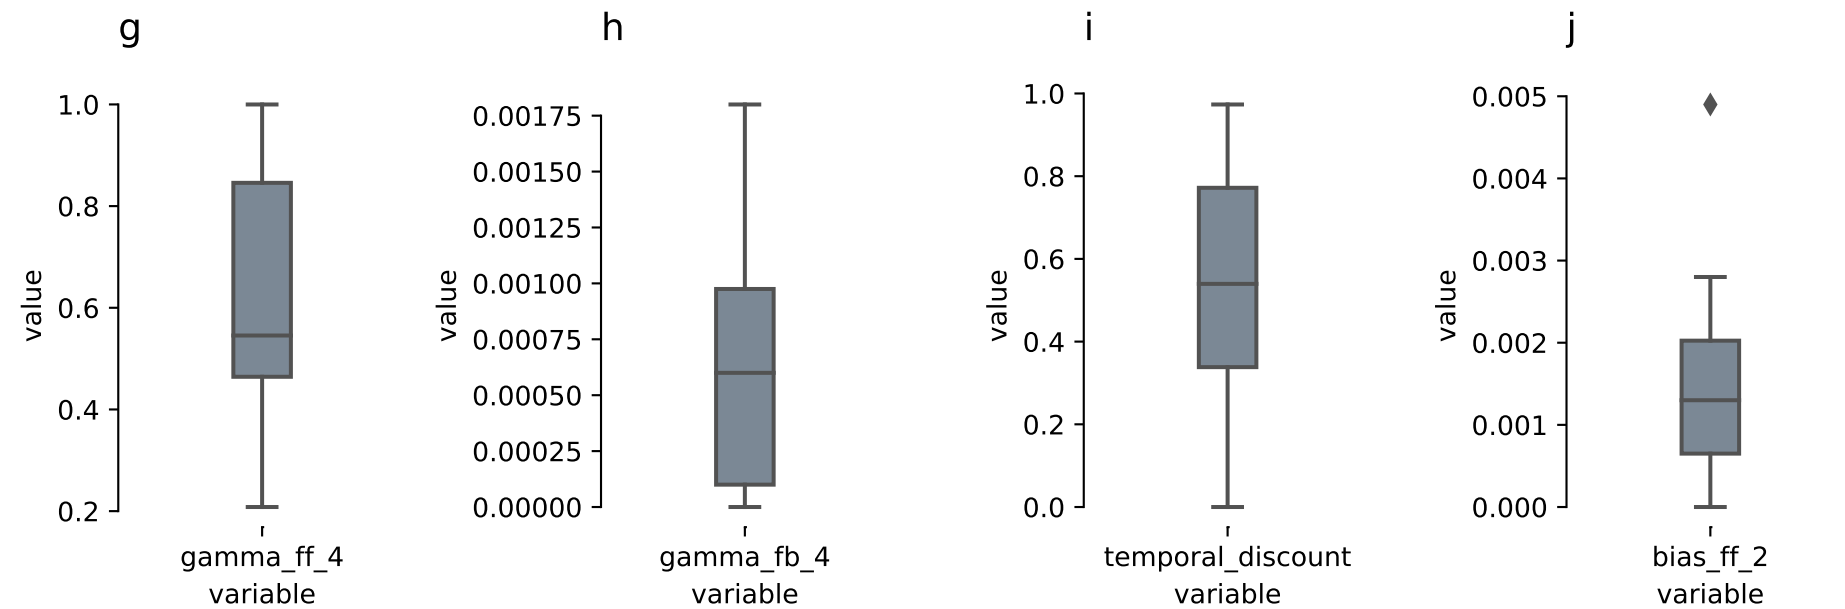 g
1.0
0.8
0.6
0.4
0.2
value
gamma_ff_4
variable
h
0.00175
0.00150
0.00125
0.00100
0.00075
0.00050
0.00025
0.00000
value
gamma_fb_4
variable
i
1.0
0.8
0.6
0.4
0.2
0.0
value
temporal_discount
variable
j
0.005
0.004
0.003
0.002
0.001
0.000
value
bias_ff_2
variable